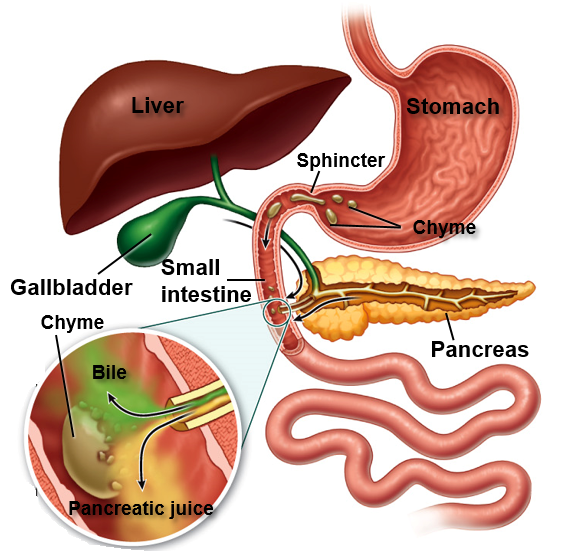 Liver
Stomach
Sphincter
Chyme
Gallbladder
Small
intestine
Chyme
Pancreas
Bile
Pancreatic juice